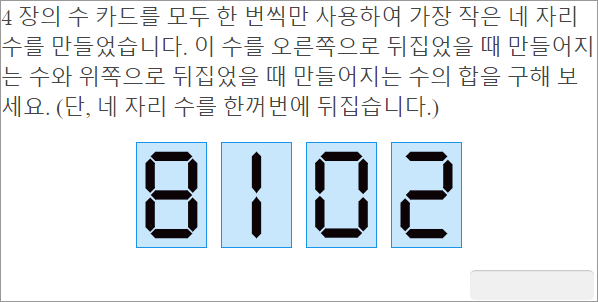 4 장의 수 카드를 모두 한 번씩만 사용하여 가장 작은 네 자리
수를 만들었습니다. 이 수를 오른쪽으로 뒤집었을 때 만들어지
는 수와 위쪽으로 뒤집었을 때 만들어지는 수의 합을 구해 보
세요. (단, 네 자리 수를 한꺼번에 뒤집습니다.)
8 1 0 2